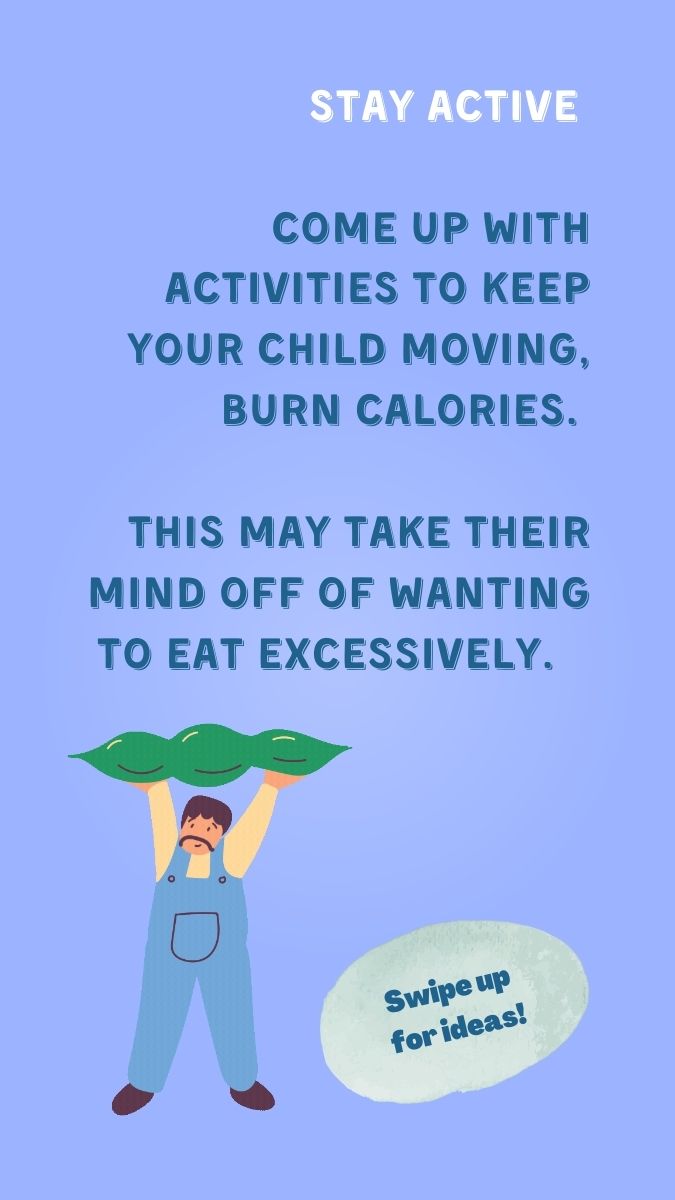 STAY ACTIVE
COME UP WITH
ACTIVITIES TO KEEP
YOUR CHILD MOVING,
BURN CALORIES.
THIS MAY TAKE THEIR
MIND OFF OF WANTING
TO EAT EXCESSIVELY.
Swipe up
for ideas!